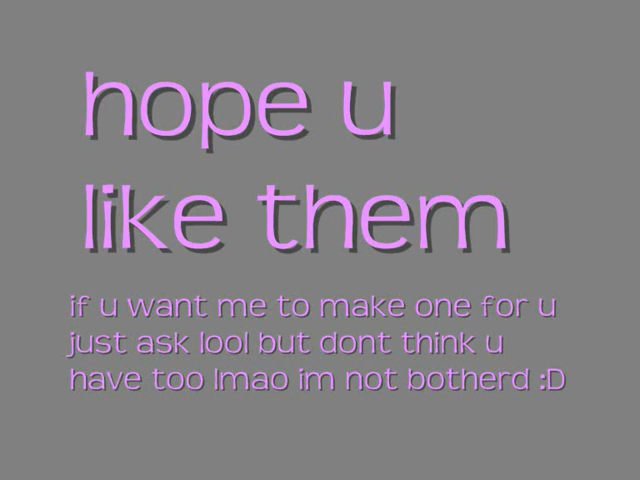 hope u
like them
if u want me to make one for u
just ask lool but dont think u
have too lmao im not botherd :D